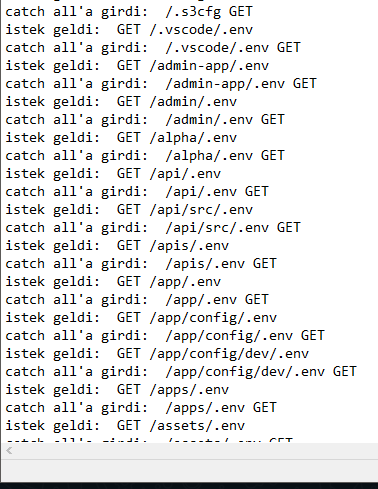 catch all'a girdi:  /.s3cfg GET
istek geldi:  GET /.vscode/.env
catch all'a girdi:  /.vscode/.env GET
istek geldi:  GET /admin-app/.env
catch all'a girdi:  /admin-app/.env GET
istek geldi:  GET /admin/.env
catch all'a girdi:  /admin/.env GET
istek geldi:  GET /alpha/.env
catch all'a girdi:  /alpha/.env GET
istek geldi:  GET /api/.env
catch all'a girdi:  /api/.env GET
istek geldi:  GET /api/src/.env
catch all'a girdi:  /api/src/.env GET
istek geldi:  GET /apis/.env
catch all'a girdi:  /apis/.env GET
istek geldi:  GET /app/.env
catch all'a girdi:  /app/.env GET
istek geldi:  GET /app/config/.env
catch all'a girdi:  /app/config/.env GET
istek geldi:  GET /app/config/dev/.env
catch all'a girdi:  /app/config/dev/.env GET
istek geldi:  GET /apps/.env
catch all'a girdi:  /apps/.env GET
istek geldi:  GET /assets/.env
catch all'a girdi:  /assets/.env GET